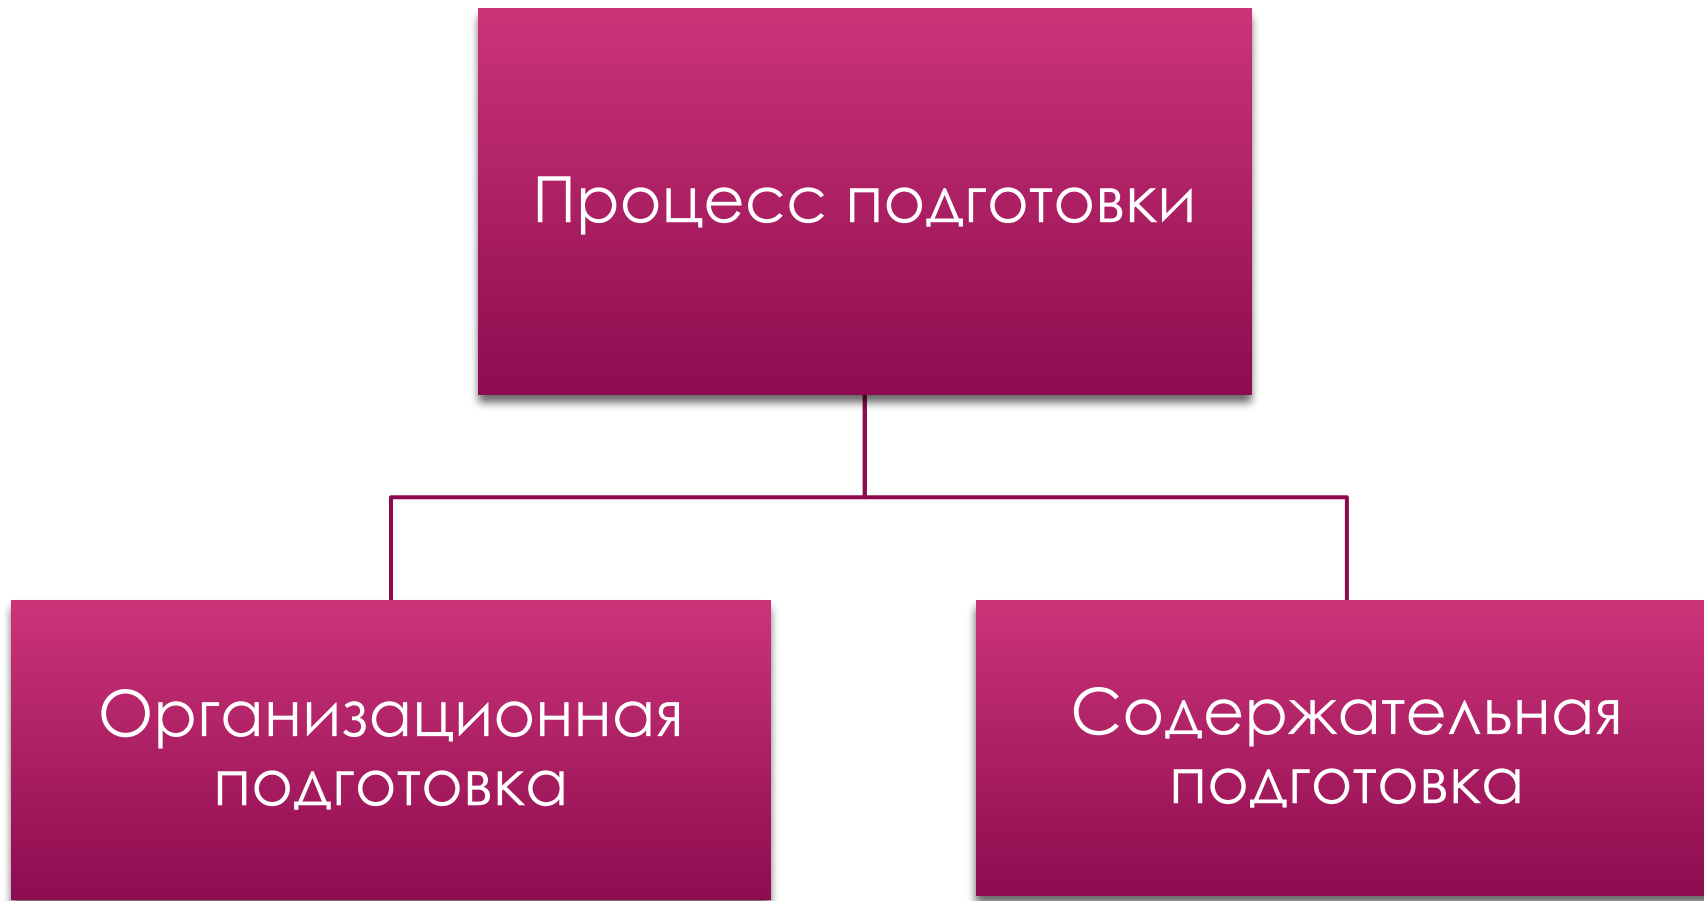 Процесс подготовки
Организационная
подготовка
Содержательная
подготовка